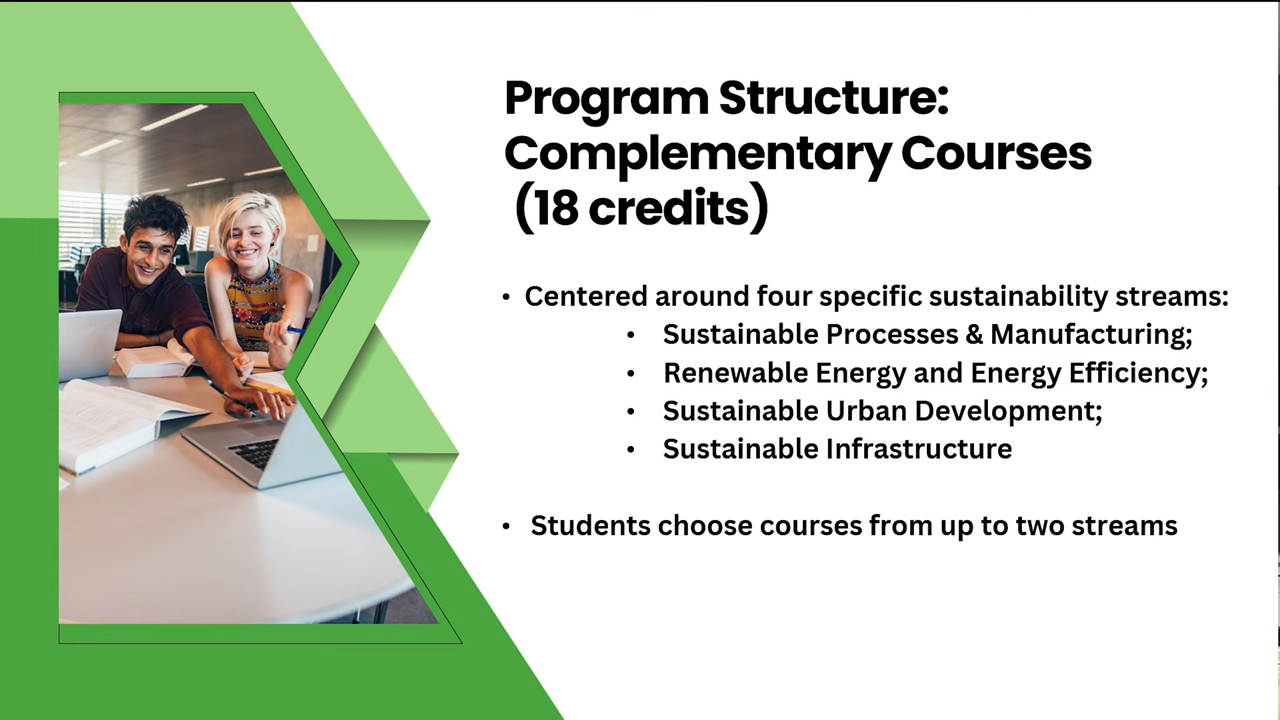 Program Structure:
Complementary Courses
(18 credits)
• Centered around four specific sustainability streams:
• Sustainable Processes & Manufacturing;
• Renewable Energy and Energy Efficiency;
• Sustainable Urban Development;
• Sustainable Infrastructure
• Students choose courses from up to two streams